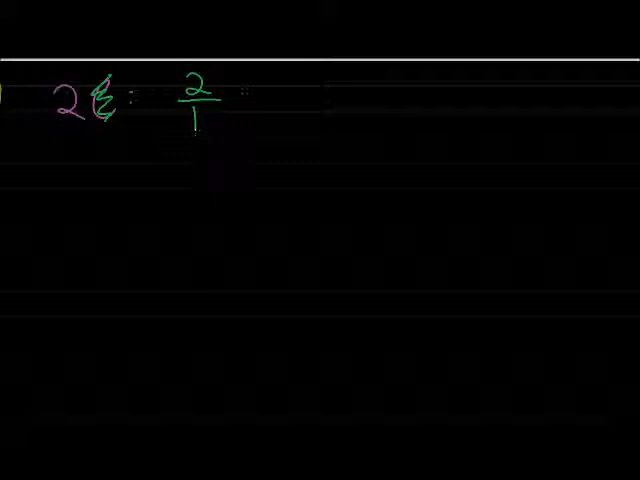 2 = 2/1 =